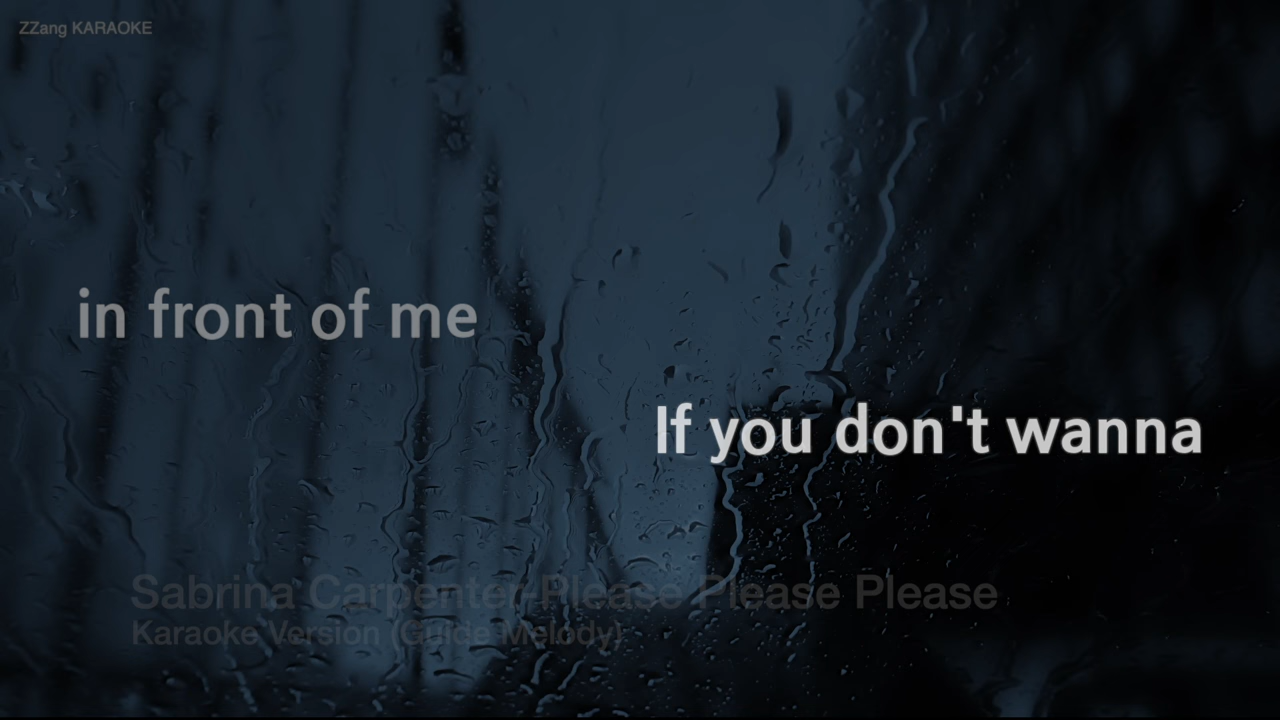 ZZang KARAOKE
in front of me
If you don't wanna
Sabrina Carpenter-Please Please Please
Karaoke Version (Guide Melody)